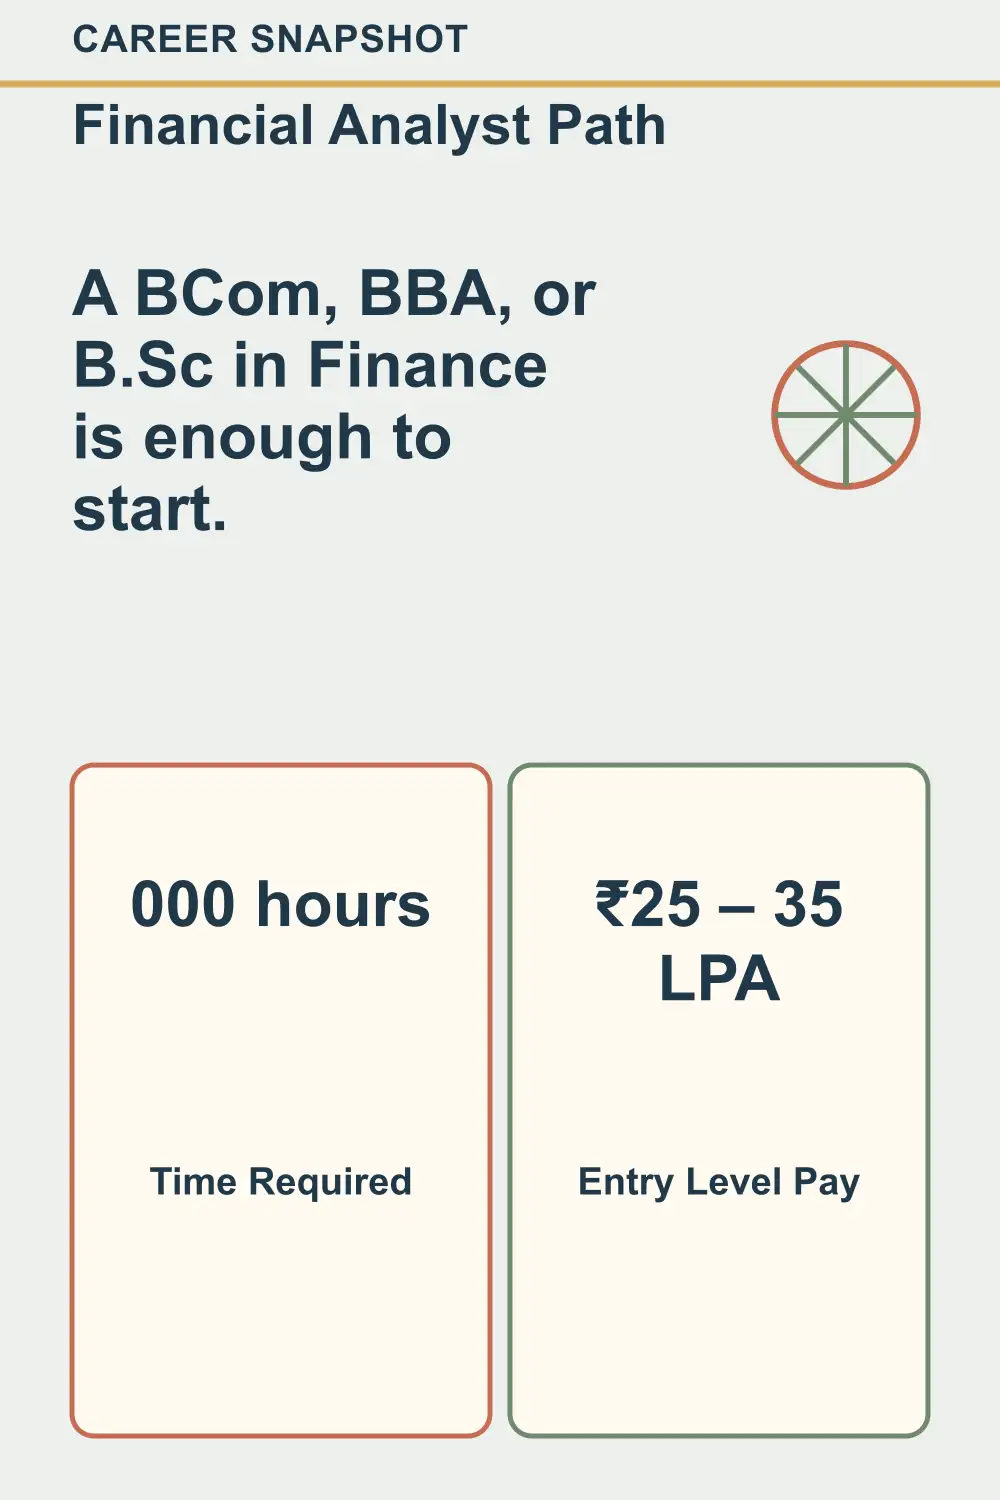 CAREER SNAPSHOT
Financial Analyst Path
A BCom, BBA, or
B.Sc in Finance
is enough to
start.
000 hours
Time Required
₹25 – 35
LPA
Entry Level Pay